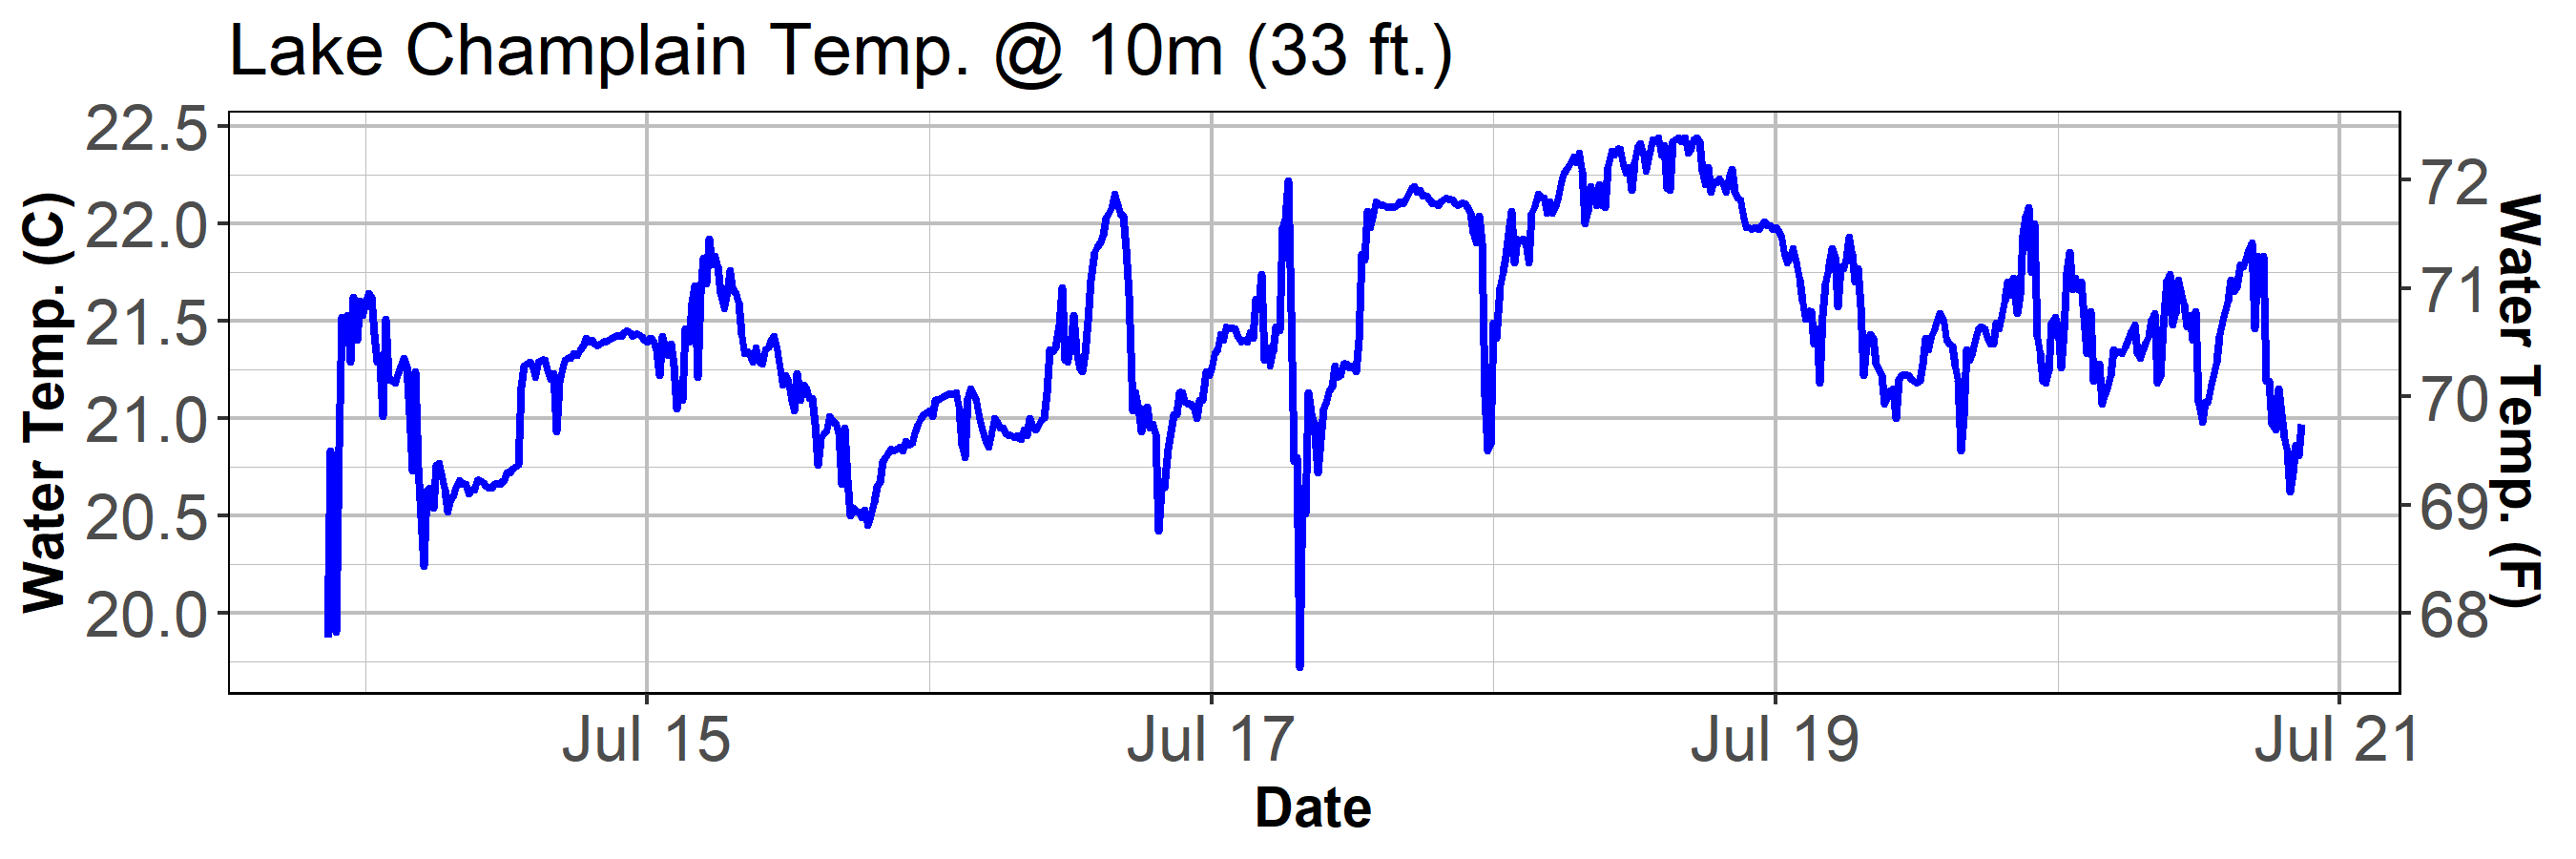 Lake Champlain Temp. @ 10m (33 ft.)
Water Temp. (C)
22.5
22.0
21.5
21.0
20.5
20.0
72
71
70
69
68
Water Temp. (F)
Jul 15
Jul 17
Jul 19
Jul 21
Date